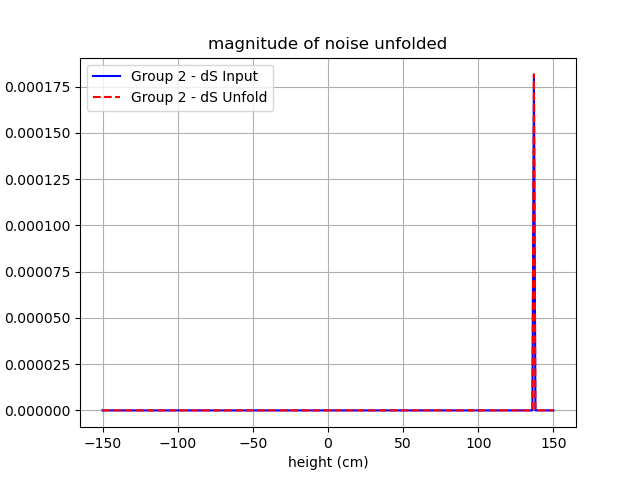 magnitude of noise unfolded
Group 2 - dS Input
Group 2 - dS Unfold
0.000175
0.000150
0.000125
0.000100
0.000075
0.000050
0.000025
0.000000
−150 −100 −50 0 50 100 150
height (cm)